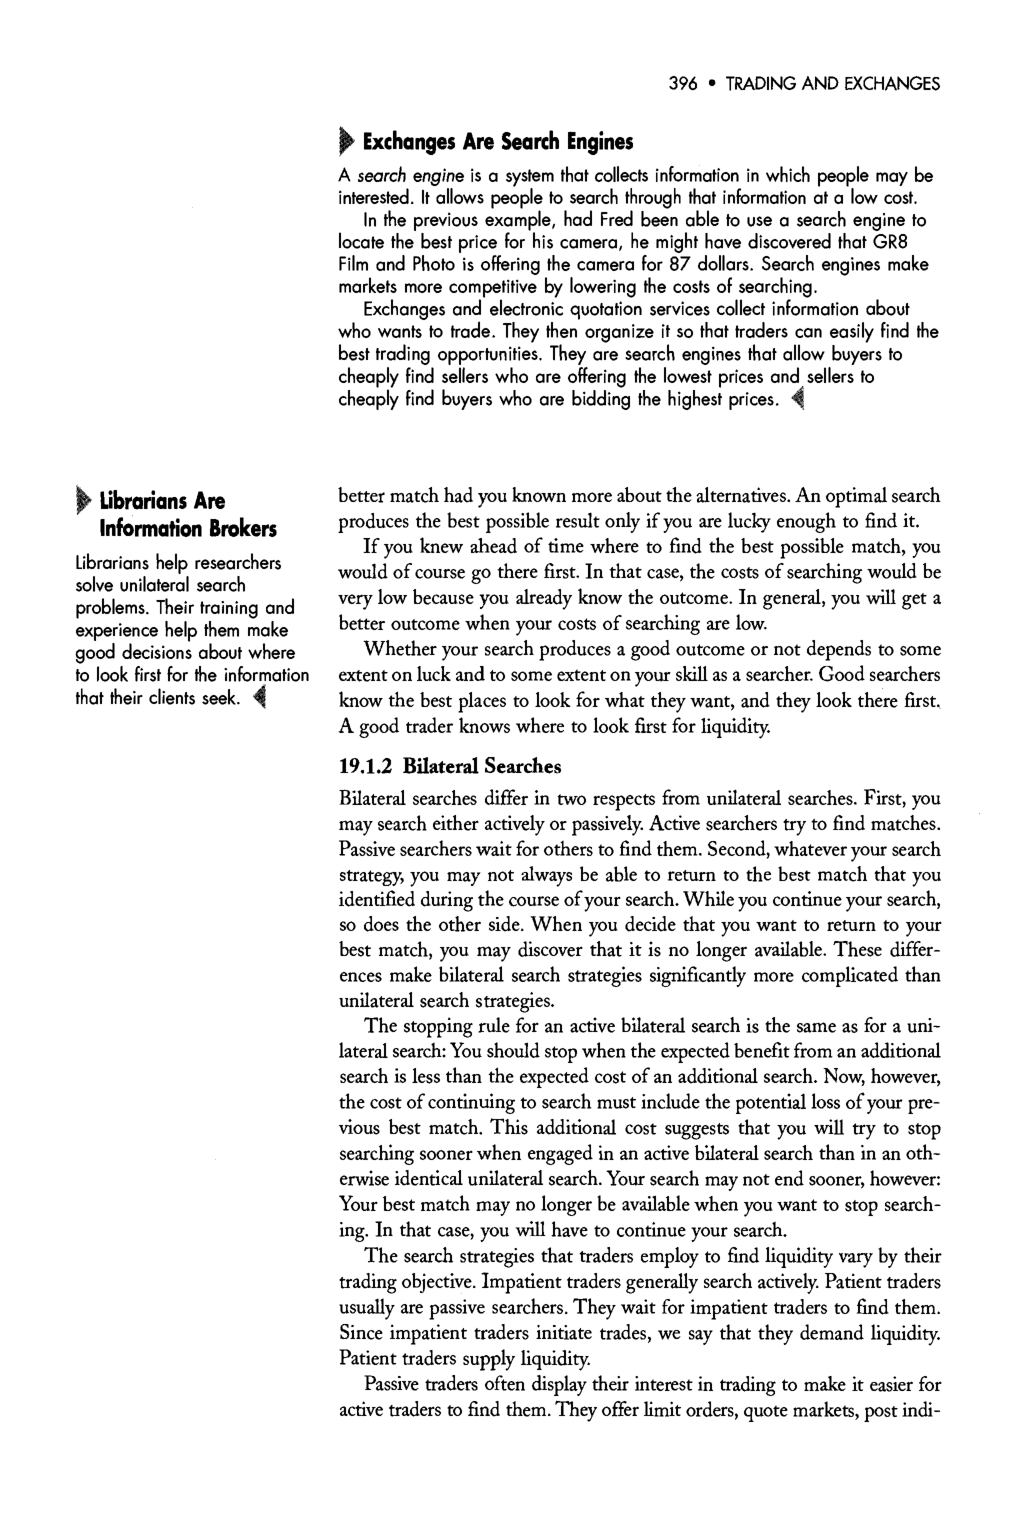 396 • TRADING AND EXCHANGES
Exchanges Are Search Engines
A search engine is a system that collects information in which people may be
interested. It allows people to search through that information at a low cost.
In the previous example, had Fred been able to use a search engine to
locate the best price for his camera, he might have discovered that GR8
Film and Photo is offering the camera for 87 dollars. Search engines make
markets more competitive by lowering the costs of searching.
Exchanges and electronic quotation services collect information about
who wants to trade. They then organize it so that traders can easily find the
best trading opportunities. They are search engines that allow buyers to
cheaply find sellers who are offering the lowest prices and sellers to
cheaply find buyers who are bidding the highest prices.
Librarians Are
Information Brokers
Librarians help researchers
solve unilateral search
problems. Their training and
experience help them make
good decisions about where
to look first for the information
that their clients seek.
better match had you known more about the alternatives. An optimal search
produces the best possible result only if you are lucky enough to find it.
If you knew ahead of time where to find the best possible match, you
would of course go there first. In that case, the costs of searching would be
very low because you already know the outcome. In general, you will get a
better outcome when your costs of searching are low.
Whether your search produces a good outcome or not depends to some
extent on luck and to some extent on your skill as a searcher. Good searchers
know the best places to look for what they want, and they look there first.
A good trader knows where to look first for liquidity.
19.1.2 Bilateral Searches
Bilateral searches differ in two respects from unilateral searches. First, you
may search either actively or passively. Active searchers try to find matches.
Passive searchers wait for others to find them. Second, whatever your search
strategy, you may not always be able to return to the best match that you
identified during the course of your search. While you continue your search,
so does the other side. When you decide that you want to return to your
best match, you may discover that it is no longer available. These differ-
ences make bilateral search strategies significantly more complicated than
unilateral search strategies.
The stopping rule for an active bilateral search is the same as for a uni-
lateral search: You should stop when the expected benefit from an additional
search is less than the expected cost of an additional search. Now, however,
the cost of continuing to search must include the potential loss of your pre-
vious best match. This additional cost suggests that you will try to stop
searching sooner when engaged in an active bilateral search than in an oth-
erwise identical unilateral search. Your search may not end sooner, however:
Your best match may no longer be available when you want to stop search-
ing. In that case, you will have to continue your search.
The search strategies that traders employ to find liquidity vary by their
trading objective. Impatient traders generally search actively. Patient traders
usually are passive searchers. They wait for impatient traders to find them.
Since impatient traders initiate trades, we say that they demand liquidity.
Patient traders supply liquidity.
Passive traders often display their interest in trading to make it easier for
active traders to find them. They offer limit orders, quote markets, post indi-